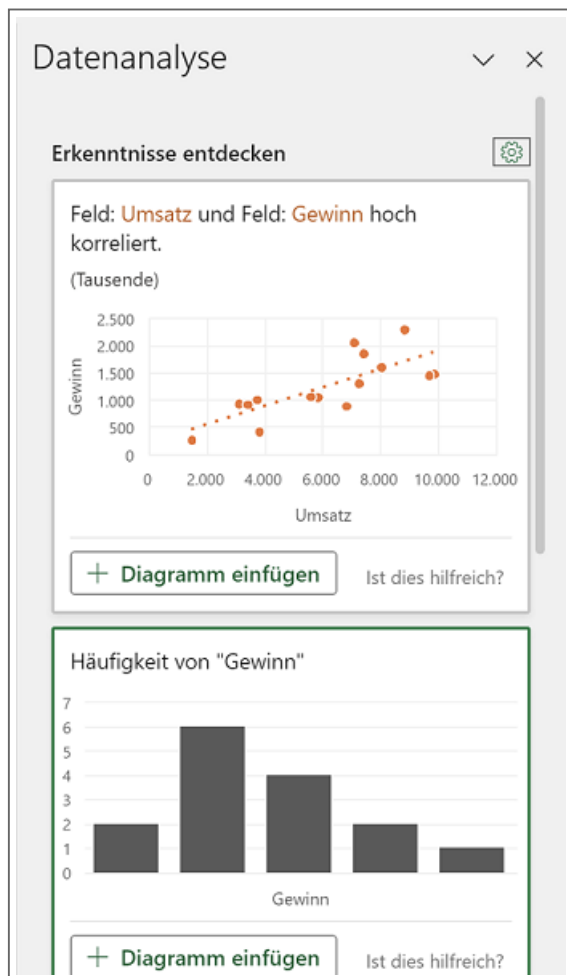 Datenanalyse
Erkenntnisse entdecken
Feld: Umsatz und Feld: Gewinn hoch
korreliert.
(Tausende)
2.500
2.000
1.500
1.000
500
0
Gewinn
0 2.000 4.000 6.000 8.000 10.000 12.000
Umsatz
+ Diagramm einfügen
Ist dies hilfreich?
Häufigkeit von "Gewinn"
7
6
5
4
3
2
1
0
Gewinn
+ Diagramm einfügen
Ist dies hilfreich?